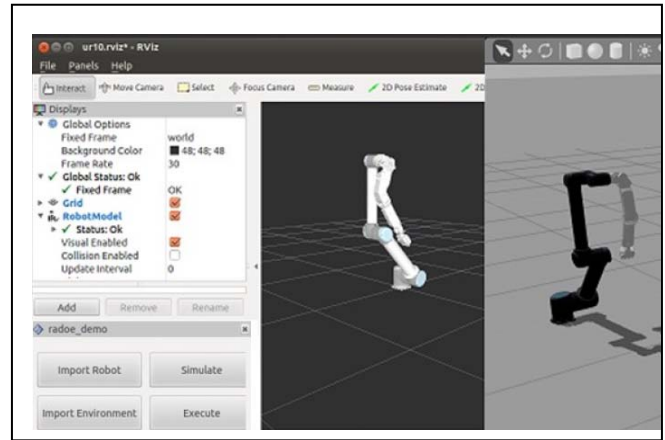 ur10.rviz* - RViz
File Panels Help
Interact Move Camera Select Focus Camera Measure 2D Pose Estimate 2D
Displays
Global Options
Fixed Frame world
Background Color 48; 48; 48
Frame Rate 30
Global Status: Ok
Fixed Frame OK
Grid
RobotModel
Status: Ok
Visual Enabled
Collision Enabled
Update Interval 0
Add Remove Rename
radoe_demo
Import Robot Simulate
Import Environment Execute